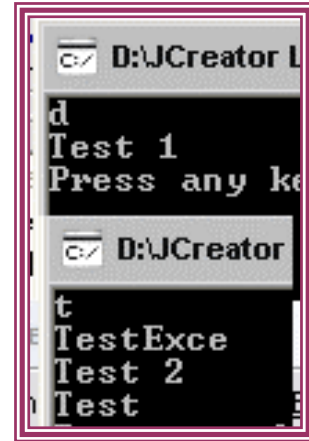 D:\JCreator L
d
Test 1
Press any ke
D:\JCreator
t
TestExce
Test 2
Test